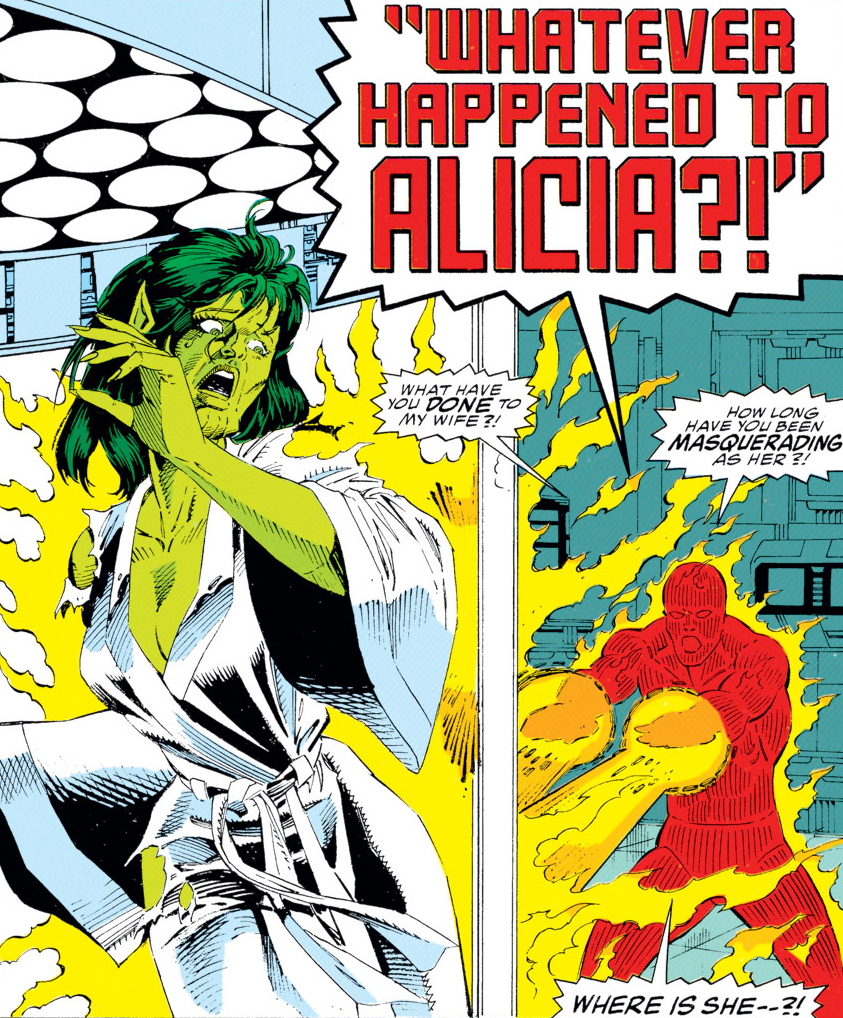 "WHATEVER
HAPPENED TO
ALICIA?!"
WHAT HAVE
YOU DONE TO
MY WIFE?!
HOW LONG
HAVE YOU BEEN
MASQUERADING
AS HER?!
WHERE IS SHE--?!